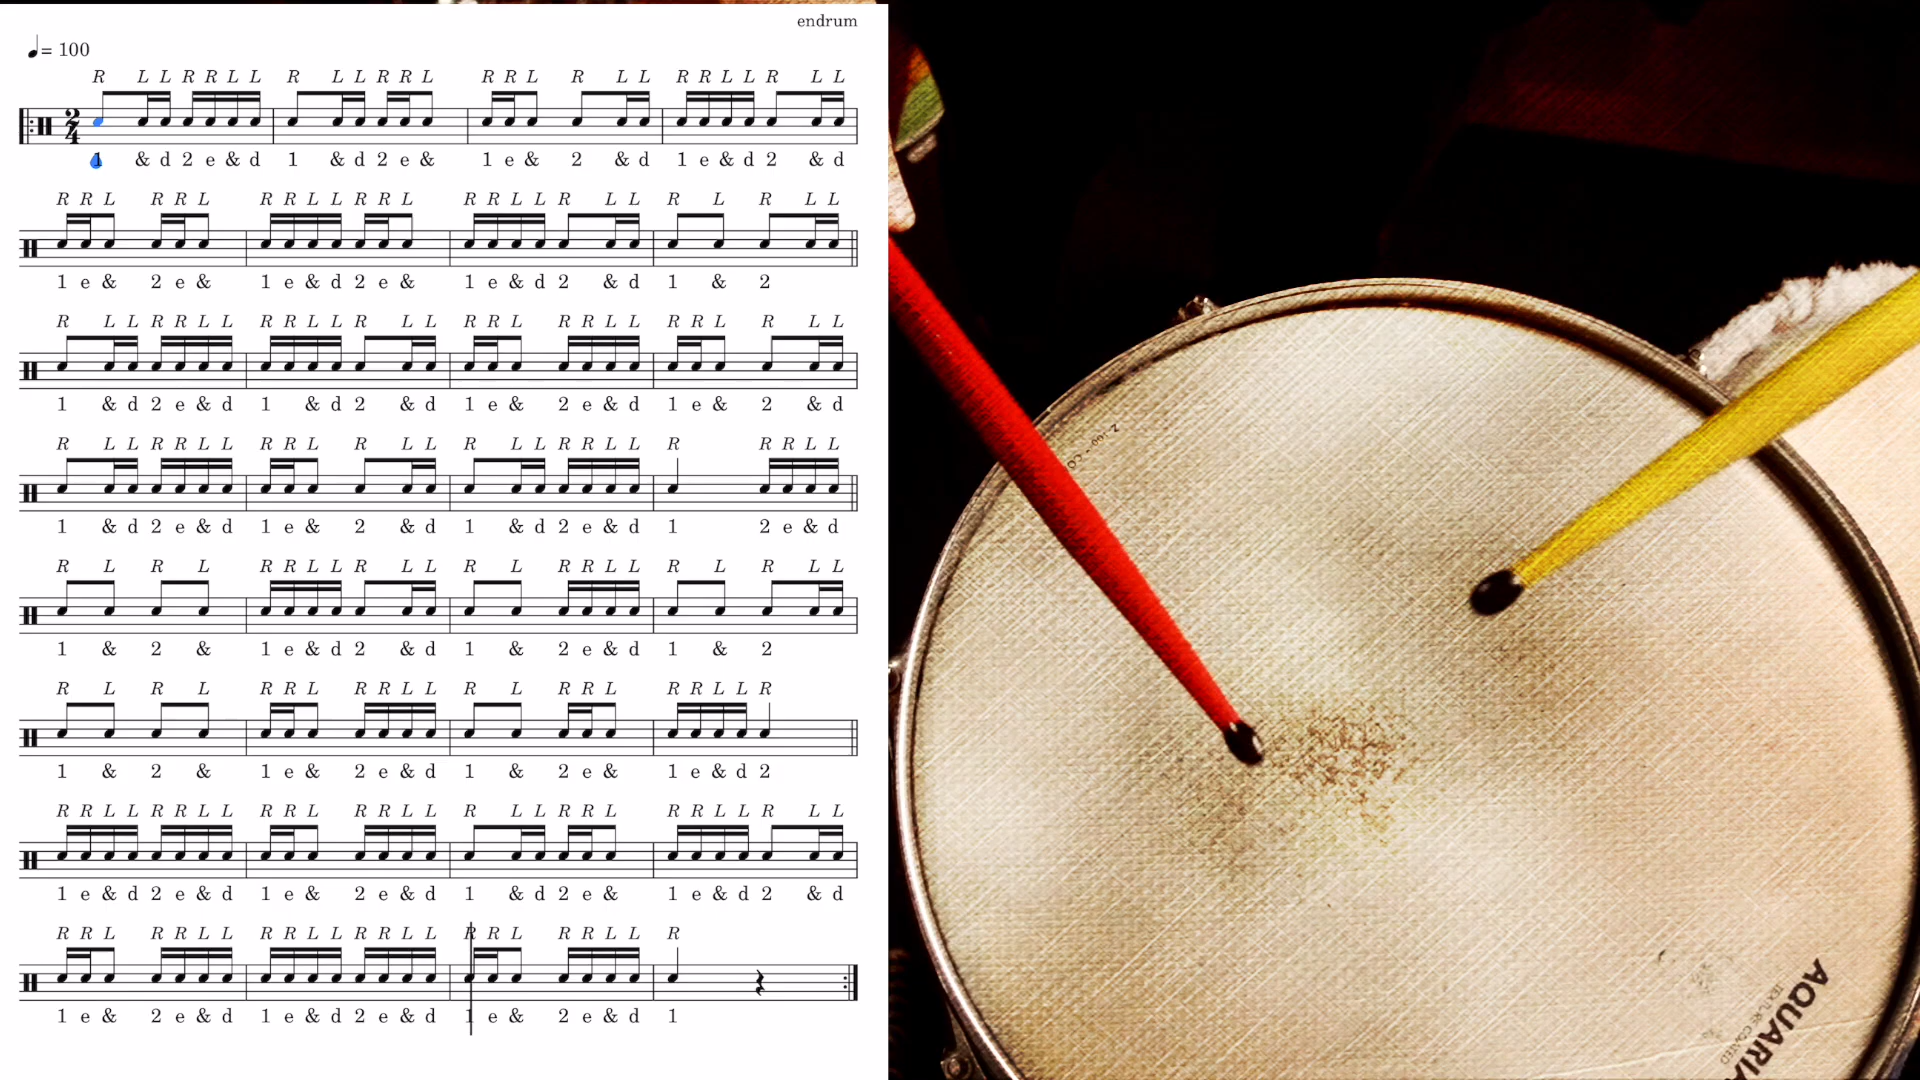 endrum
= 100
R L L R R L L R L L R R L R R L R L L R R L L R L L
2
4
1 & d 2 e & d 1 & d 2 e & 1 e & 2 & d 1 e & d 2 & d
R R L R R L R R L L R R L R R L L R L L R L R L L
1 e & 2 e & 1 e & d 2 e & 1 e & d 2 & d 1 & 2
R L L R R L L R R L L R L L R R L R R L L R R L R L L
1 & d 2 e & d 1 & d 2 & d 1 e & 2 e & d 1 e & 2 & d
R L L R R L L R R L R L L R L L R R L L R R R L L
1 & d 2 e & d 1 e & 2 & d 1 & d 2 e & d 1 2 e & d
R L R L R R L L R L L R L R R L L R L R L L
1 & 2 & 1 e & d 2 & d 1 & 2 e & d 1 & 2
R L R L R R L R R L L R L R R L R R L L R
1 & 2 & 1 e & 2 e & d 1 & 2 e & 1 e & d 2
R R L L R R L L R R L R R L L R L L R R L R R L L R L L
1 e & d 2 e & d 1 e & 2 e & d 1 & d 2 e & 1 e & d 2 & d
R R L R R L L R R L L R R L L R R L R R L L R
1 e & 2 e & d 1 e & d 2 e & d 1 e & 2 e & d 1